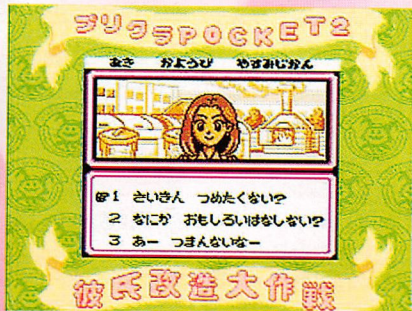 プリクラPOCKET2
あさ かようび やすみじかん
☞1 さいきん つめたくない?
2 なにか おもしろいはなしない?
3 あー つまんないなー
彼氏改造大作戦